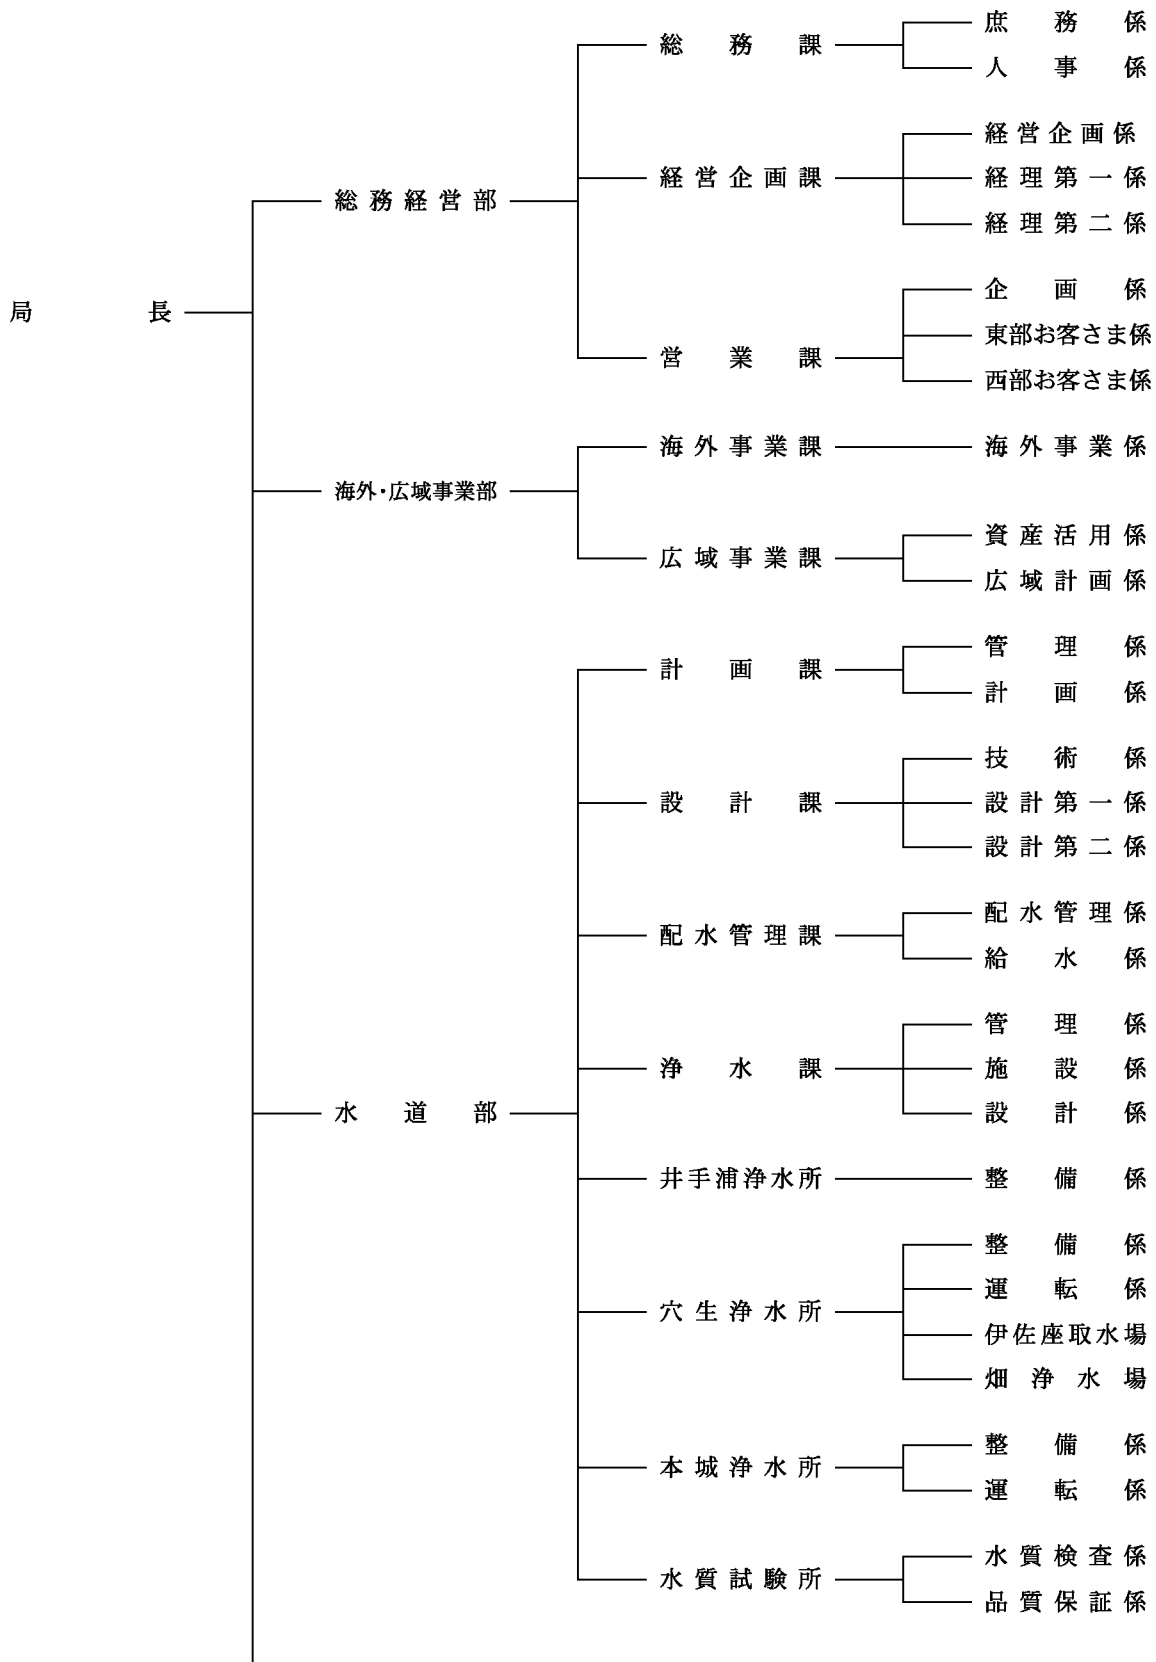 局長
総務経営部
総務課
庶務係
人事係
経営企画課
経営企画係
経理第一係
経理第二係
営業課
企画係
東部お客さま係
西部お客さま係
海外・広域事業部
海外事業課
海外事業係
広域事業課
資産活用係
広域計画係
水道部
計画課
管理係
計画係
設計課
技術係
設計第一係
設計第二係
配水管理課
配水管理係
給水係
浄水課
管理係
施設係
設計係
井手浦浄水所
整備係
穴生浄水所
整備係
運転係
伊佐座取水場
畑浄水場
本城浄水所
整備係
運転係
水質試験所
水質検査係
品質保証係